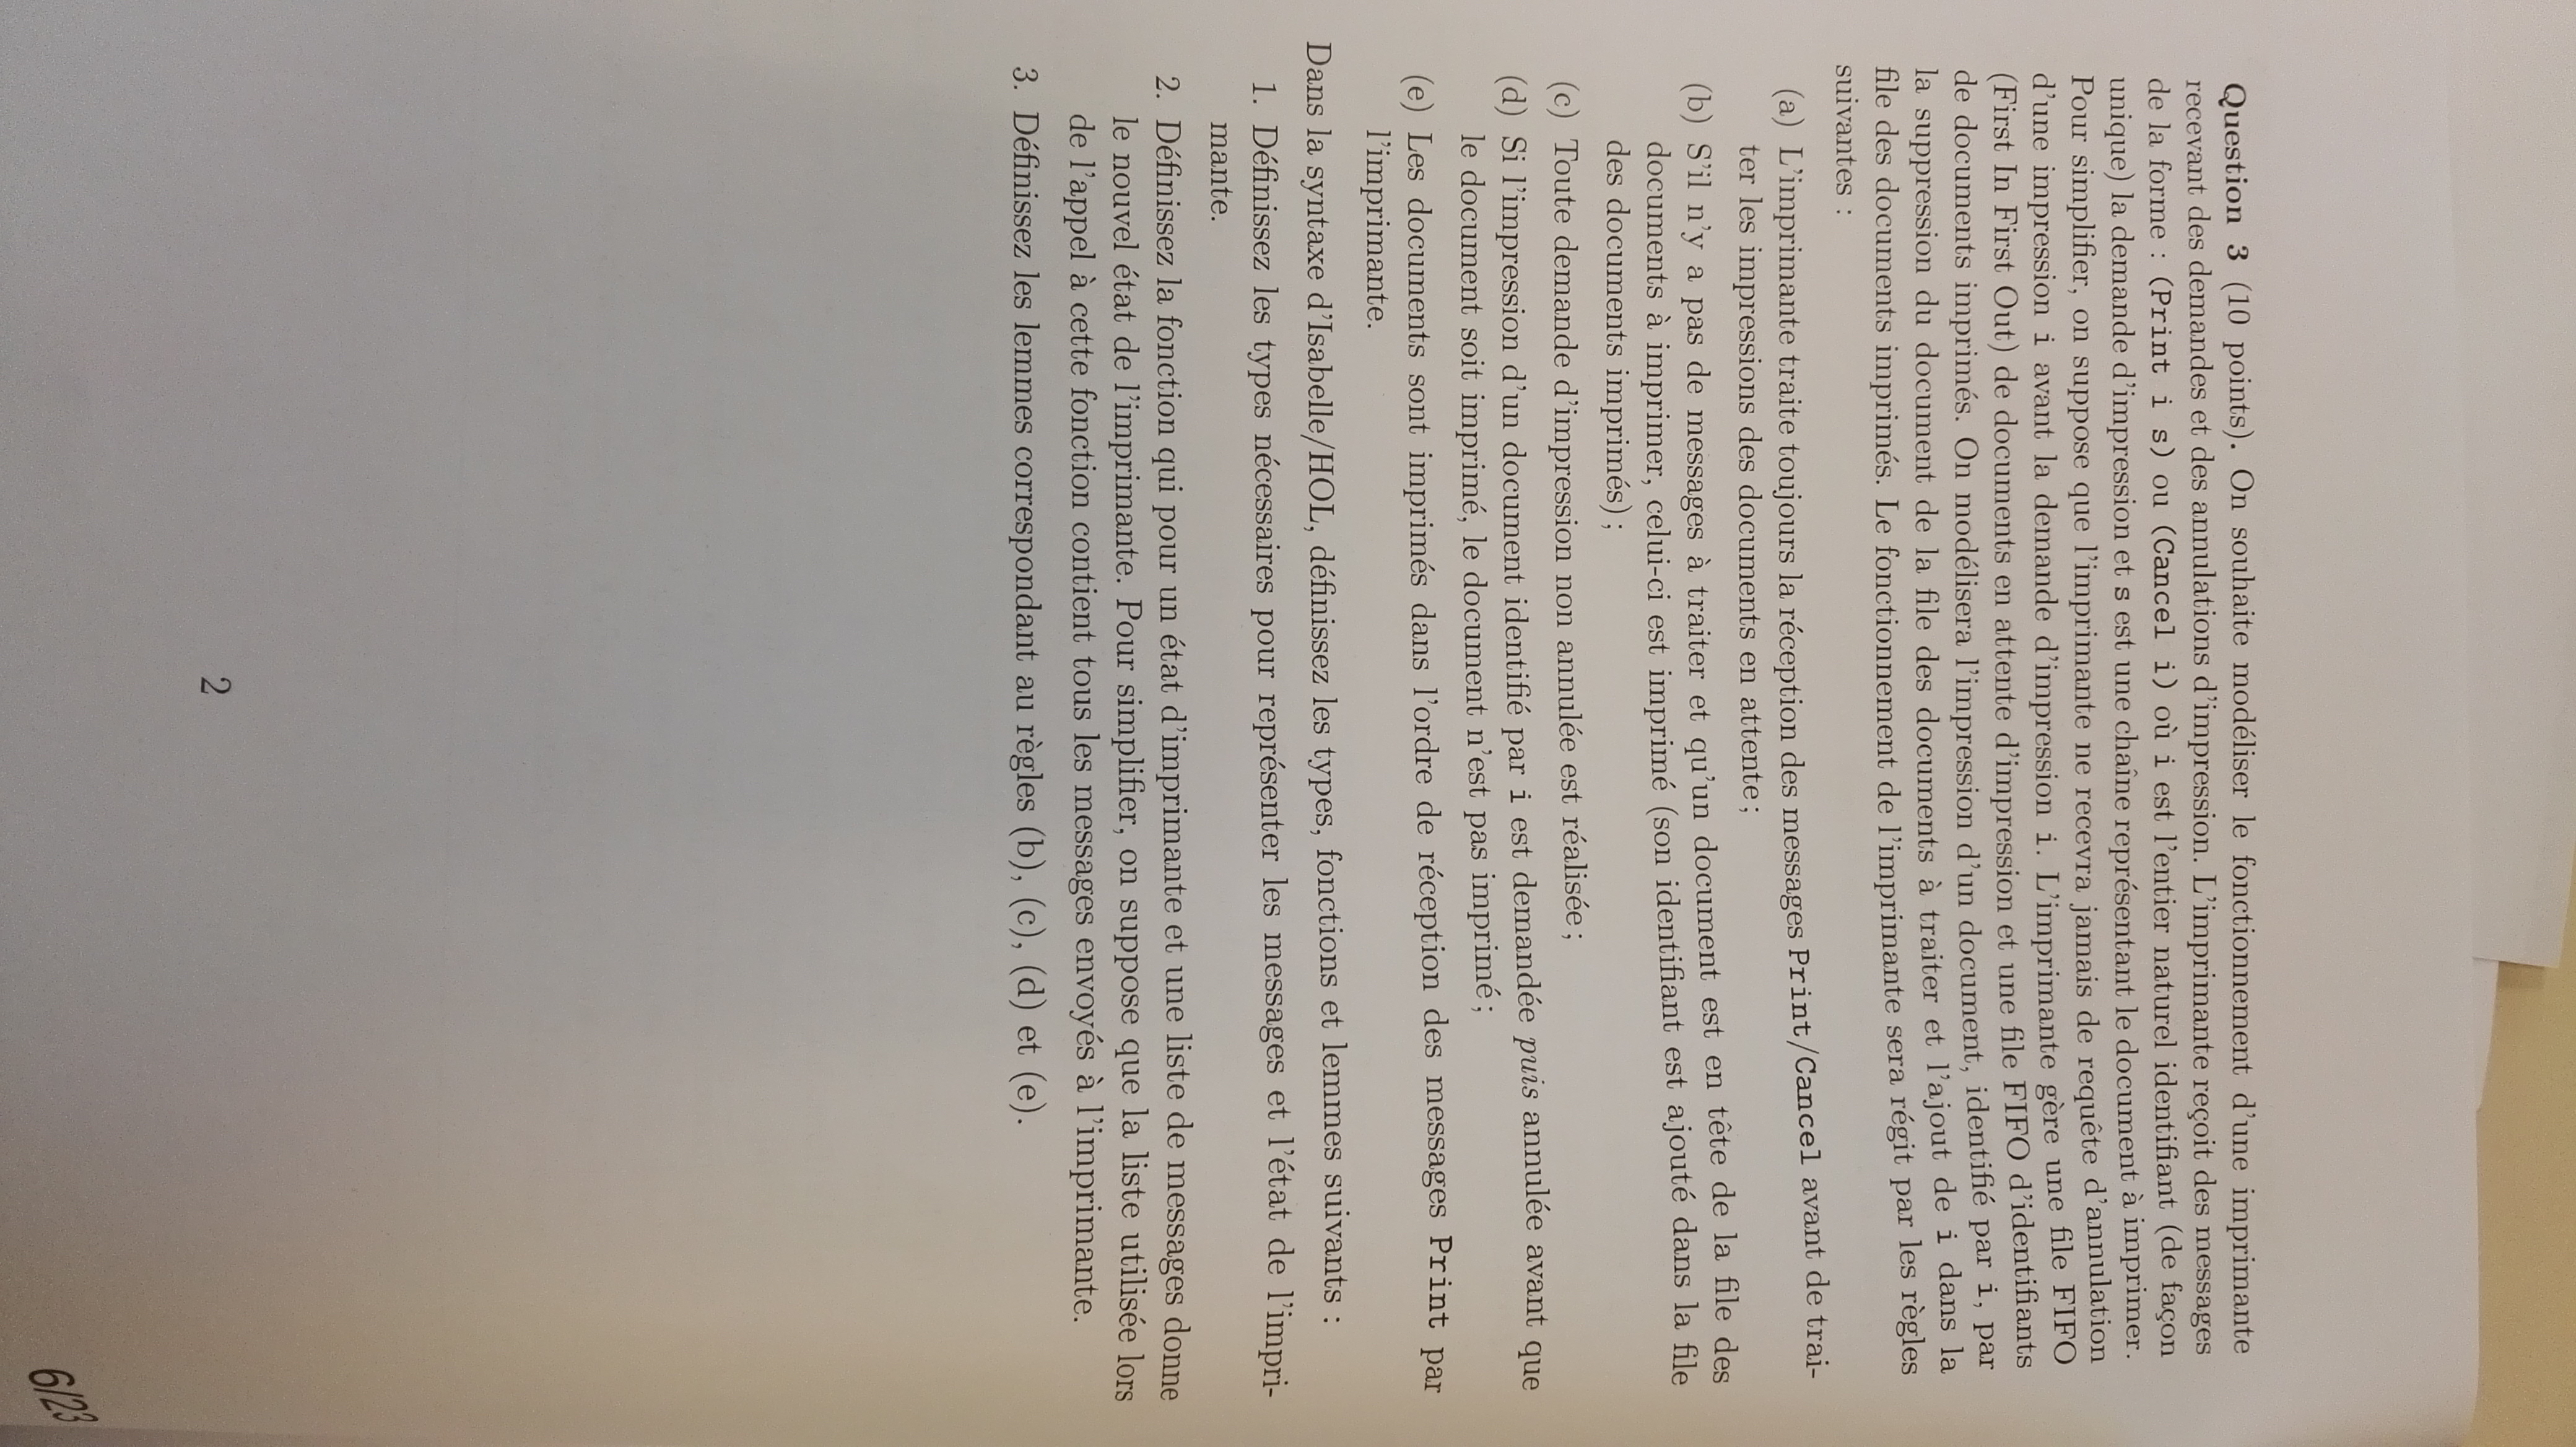 Question 3 (10 points). On souhaite modéliser le fonctionnement d'une imprimante
recevant des demandes et des annulations d'impression. L'imprimante reçoit des messages
de la forme : (Print i s) ou (Cancel i) où i est l'entier naturel identifiant (de façon
unique) la demande d'impression et s est une chaîne représentant le document à imprimer.
Pour simplifier, on suppose que l'imprimante ne recevra jamais de requête d'annulation
d'une impression i avant la demande d'impression i. L'imprimante gère une file FIFO
(First In First Out) de documents en attente d'impression et une file FIFO d'identifiants
de documents imprimés. On modélisera l'impression d'un document, identifié par i, par
la suppression du document de la file des documents à traiter et l'ajout de i dans la
file des documents imprimés. Le fonctionnement de l'imprimante sera régit par les règles
suivantes :
(a) L'imprimante traite toujours la réception des messages Print/Cancel avant de trai-
ter les impressions des documents en attente ;
(b) S'il n'y a pas de messages à traiter et qu'un document est en tête de la file des
documents à imprimer, celui-ci est imprimé (son identifiant est ajouté dans la file
des documents imprimés) ;
(c) Toute demande d'impression non annulée est réalisée ;
(d) Si l'impression d'un document identifié par i est demandée puis annulée avant que
le document soit imprimé, le document n'est pas imprimé ;
(e) Les documents sont imprimés dans l'ordre de réception des messages Print par
l'imprimante.
Dans la syntaxe d'Isabelle/HOL, définissez les types, fonctions et lemmes suivants :
1. Définissez les types nécessaires pour représenter les messages et l'état de l'impri-
mante.
2. Définissez la fonction qui pour un état d'imprimante et une liste de messages donne
le nouvel état de l'imprimante. Pour simplifier, on suppose que la liste utilisée lors
de l'appel à cette fonction contient tous les messages envoyés à l'imprimante.
3. Définissez les lemmes correspondant au règles (b), (c), (d) et (e).
2
6/23